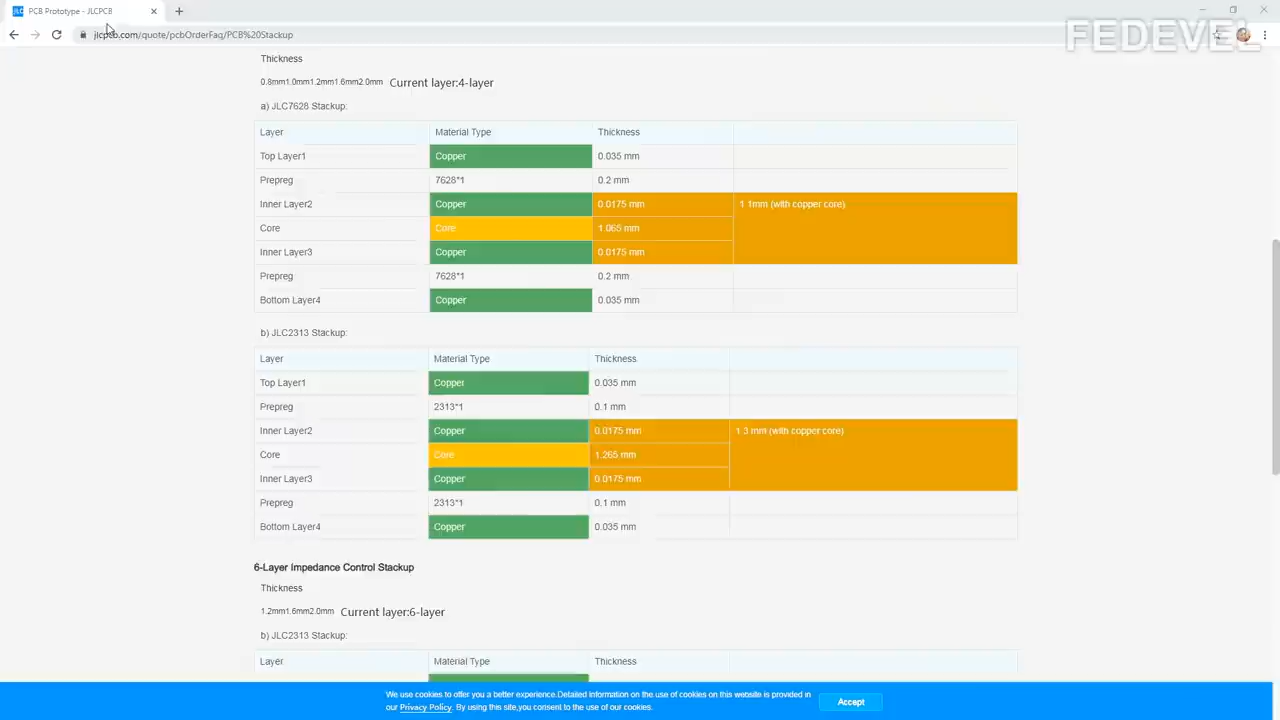 PCB Prototype - JLCPCB
jlcpcb.com/quote/pcbOrderFaq/PCB%20Stackup
FEDEVEL
Thickness
0.8mm1.0mm1.2mm1.6mm2.0mm Current layer:4-layer
a) JLC7628 Stackup:
Layer Material Type Thickness
Top Layer1 Copper 0.035 mm
Prepreg 7628*1 0.2 mm
Inner Layer2 Copper 0.0175 mm 1 1mm (with copper core)
Core Core 1.065 mm
Inner Layer3 Copper 0.0175 mm
Prepreg 7628*1 0.2 mm
Bottom Layer4 Copper 0.035 mm
b) JLC2313 Stackup:
Layer Material Type Thickness
Top Layer1 Copper 0.035 mm
Prepreg 2313*1 0.1 mm
Inner Layer2 Copper 0.0175 mm 1 3 mm (with copper core)
Core Core 1.265 mm
Inner Layer3 Copper 0.0175 mm
Prepreg 2313*1 0.1 mm
Bottom Layer4 Copper 0.035 mm
6-Layer Impedance Control Stackup
Thickness
1.2mm1.6mm2.0mm Current layer:6-layer
b) JLC2313 Stackup:
Layer Material Type Thickness
We use cookies to offer you a better experience.Detailed information on the use of cookies on this website is provided in
our Privacy Policy. By using this site,you consent to the use of our cookies.
Accept